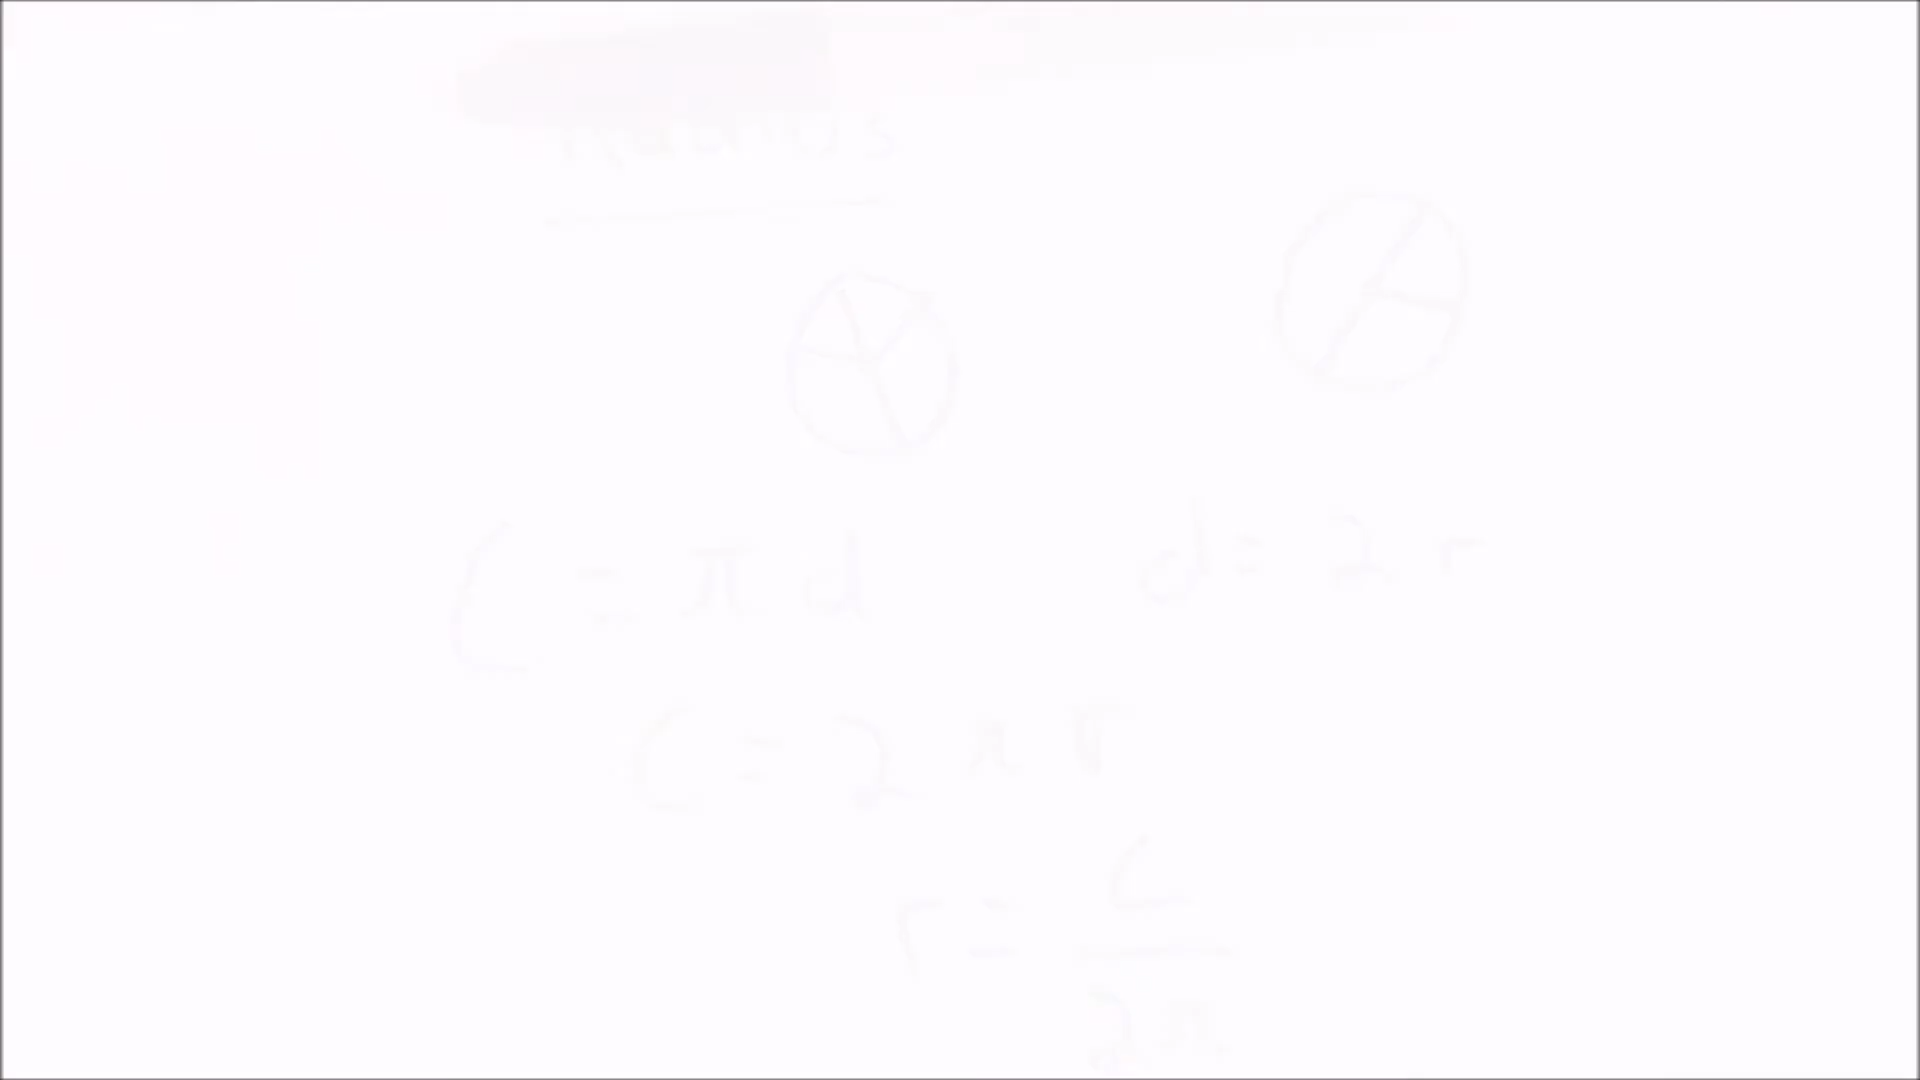 C = π d
d = 2 r
C = 2 π r
r = C / 2π